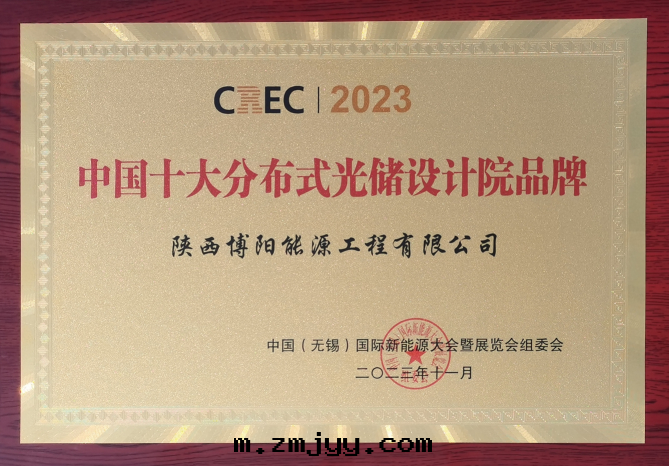 CREC | 2023
中国十大分布式光储设计院品牌
陕西博阳能源工程有限公司
中国（无锡）国际新能源大会暨展览会组委会
二〇二三年十一月
m.zmjyy.com